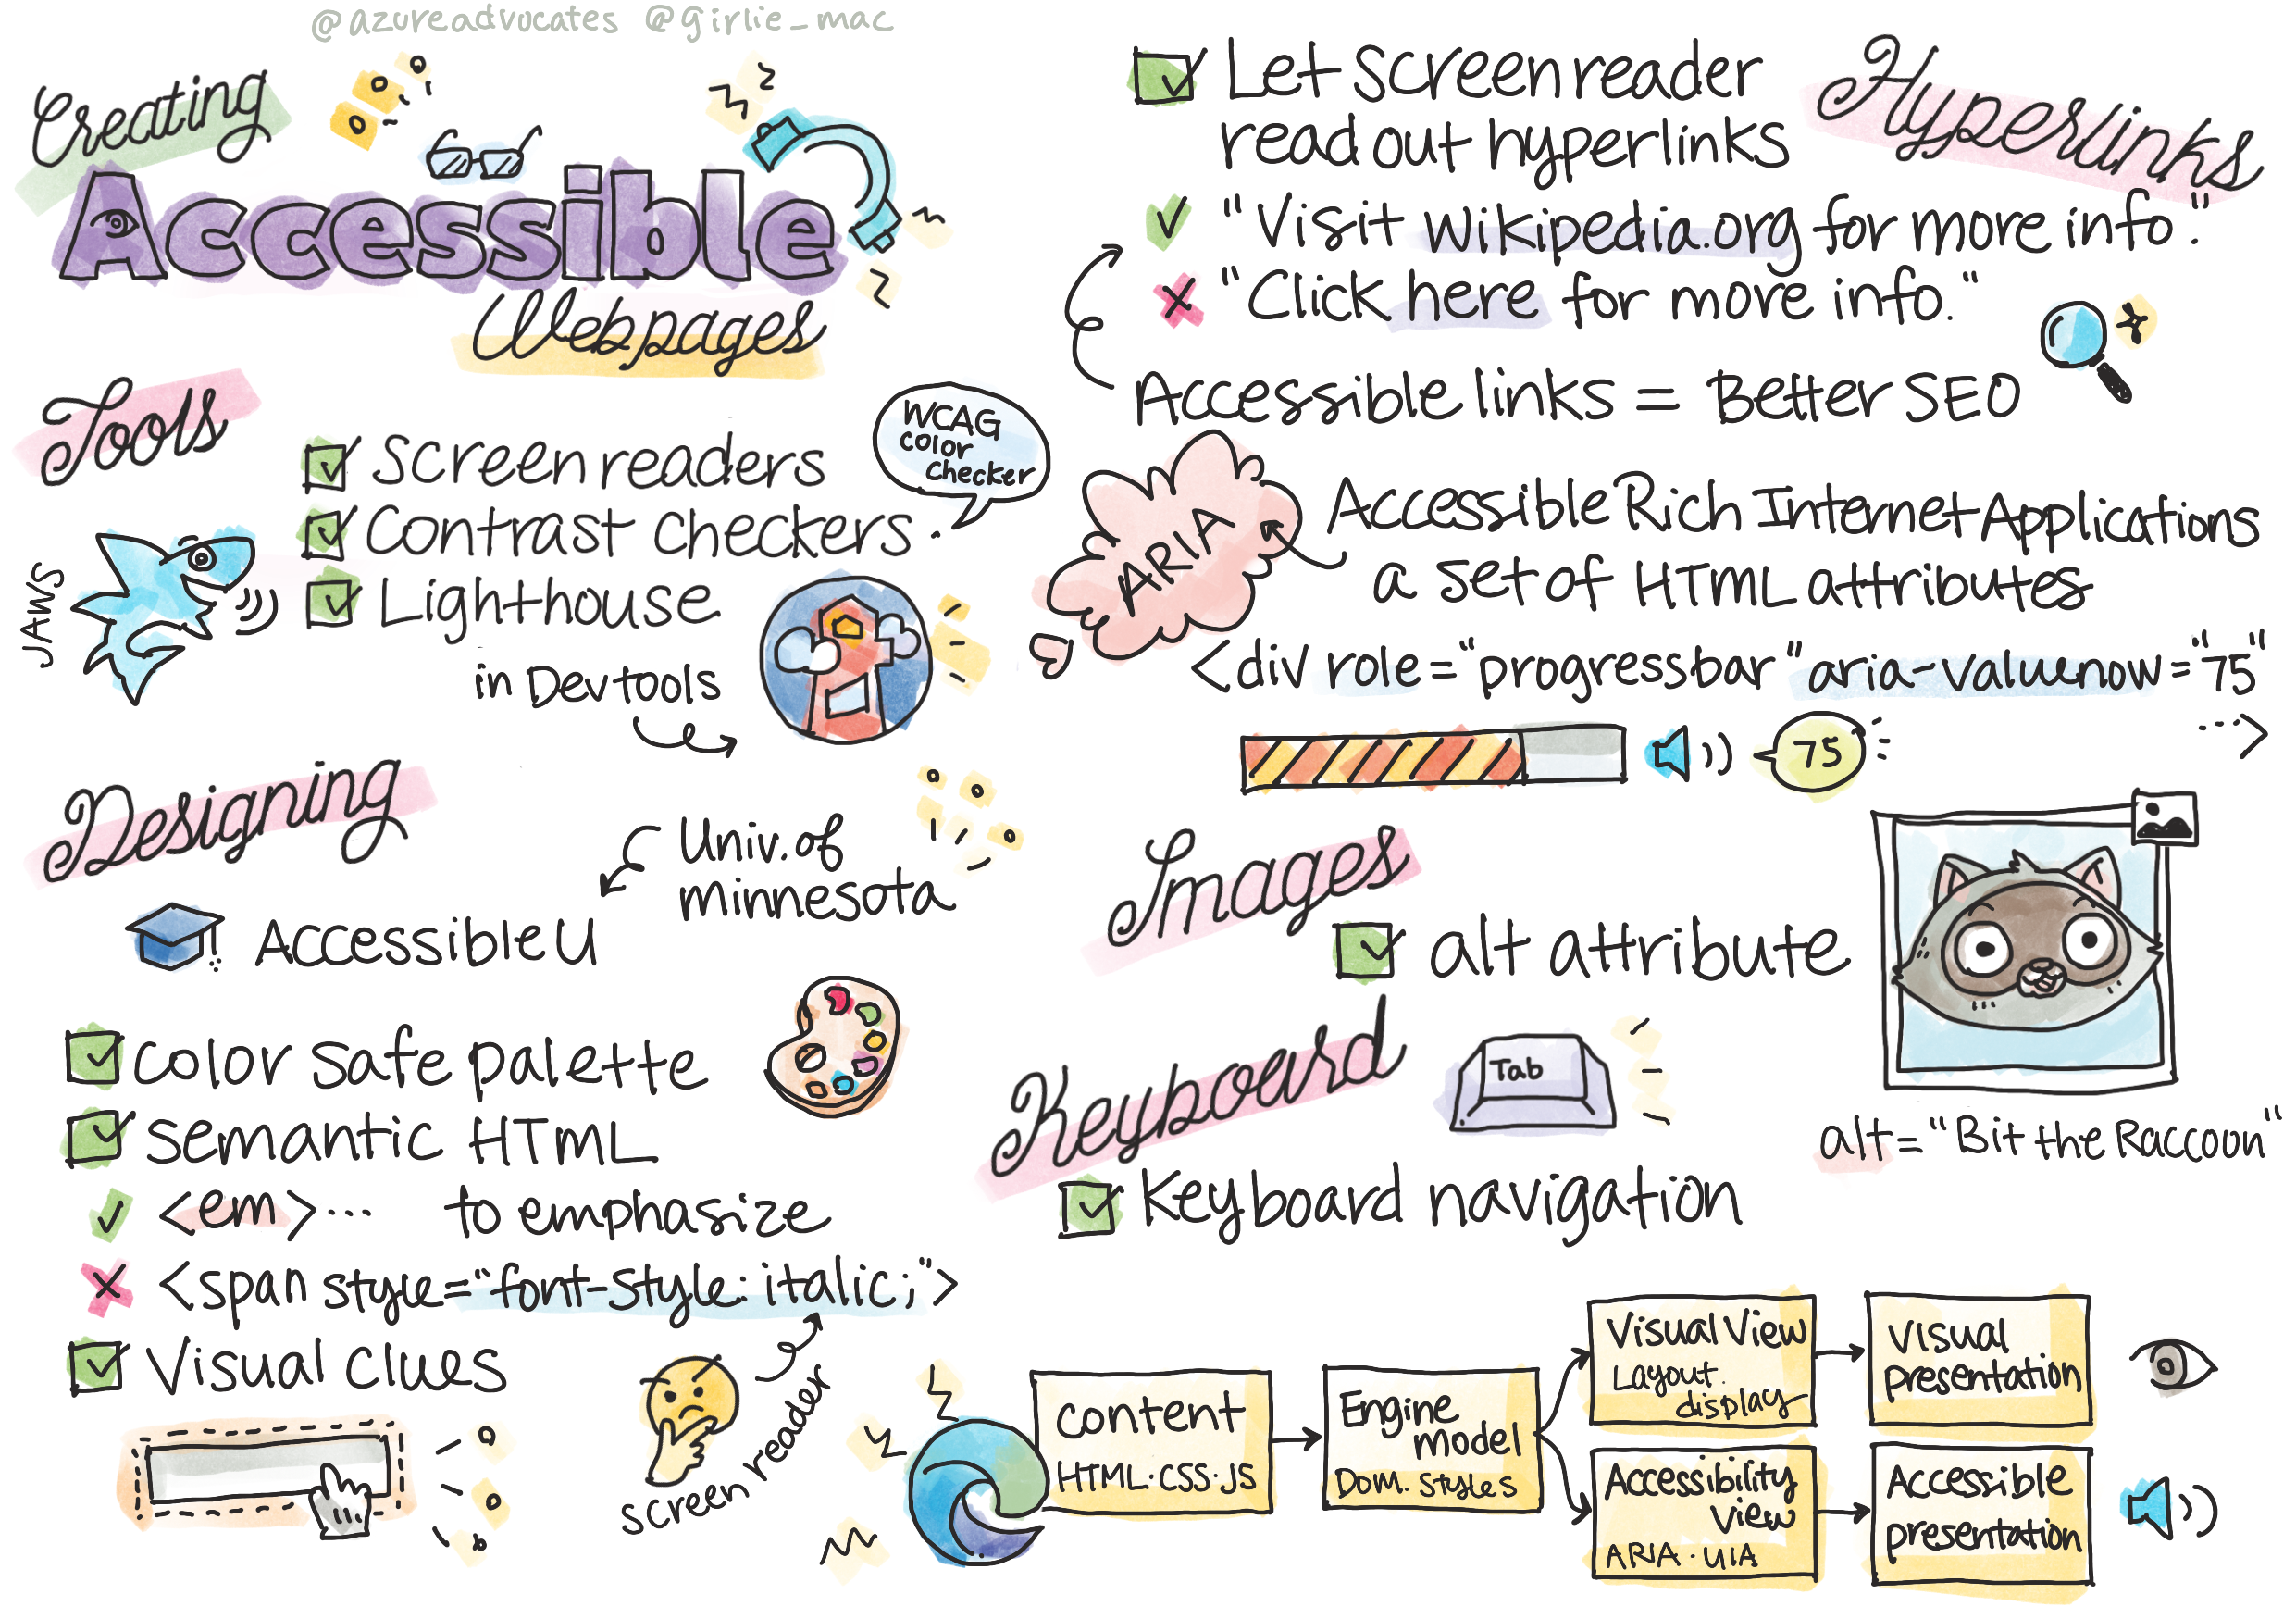 @azureadvocates @girlie_mac
Creating
Accessible
Webpages
Tools
JAWS
Screen readers
Contrast checkers
WCAG
color
checker
Lighthouse
in Devtools
Designing
Univ. of
Minnesota
Accessible U
Color safe palette
Semantic HTML
<em>... to emphasize
<span style="font-style: italic;">
screen reader
Visual clues
Hyperlinks
Let screen reader
read out hyperlinks
"Visit wikipedia.org for more info."
"Click here for more info."
Accessible links = Better SEO
ARIA
Accessible Rich Internet Applications
a set of HTML attributes
<div role="progressbar" aria-valuenow="75"
...>
75
Images
alt attribute
alt="Bit the Raccoon"
Keyboard
Tab
Keyboard navigation
Content
HTML·CSS·JS
Engine
model
DOM. Styles
Visual View
Layout.
display
Visual
presentation
Accessibility
View
ARIA·UIA
Accessible
presentation